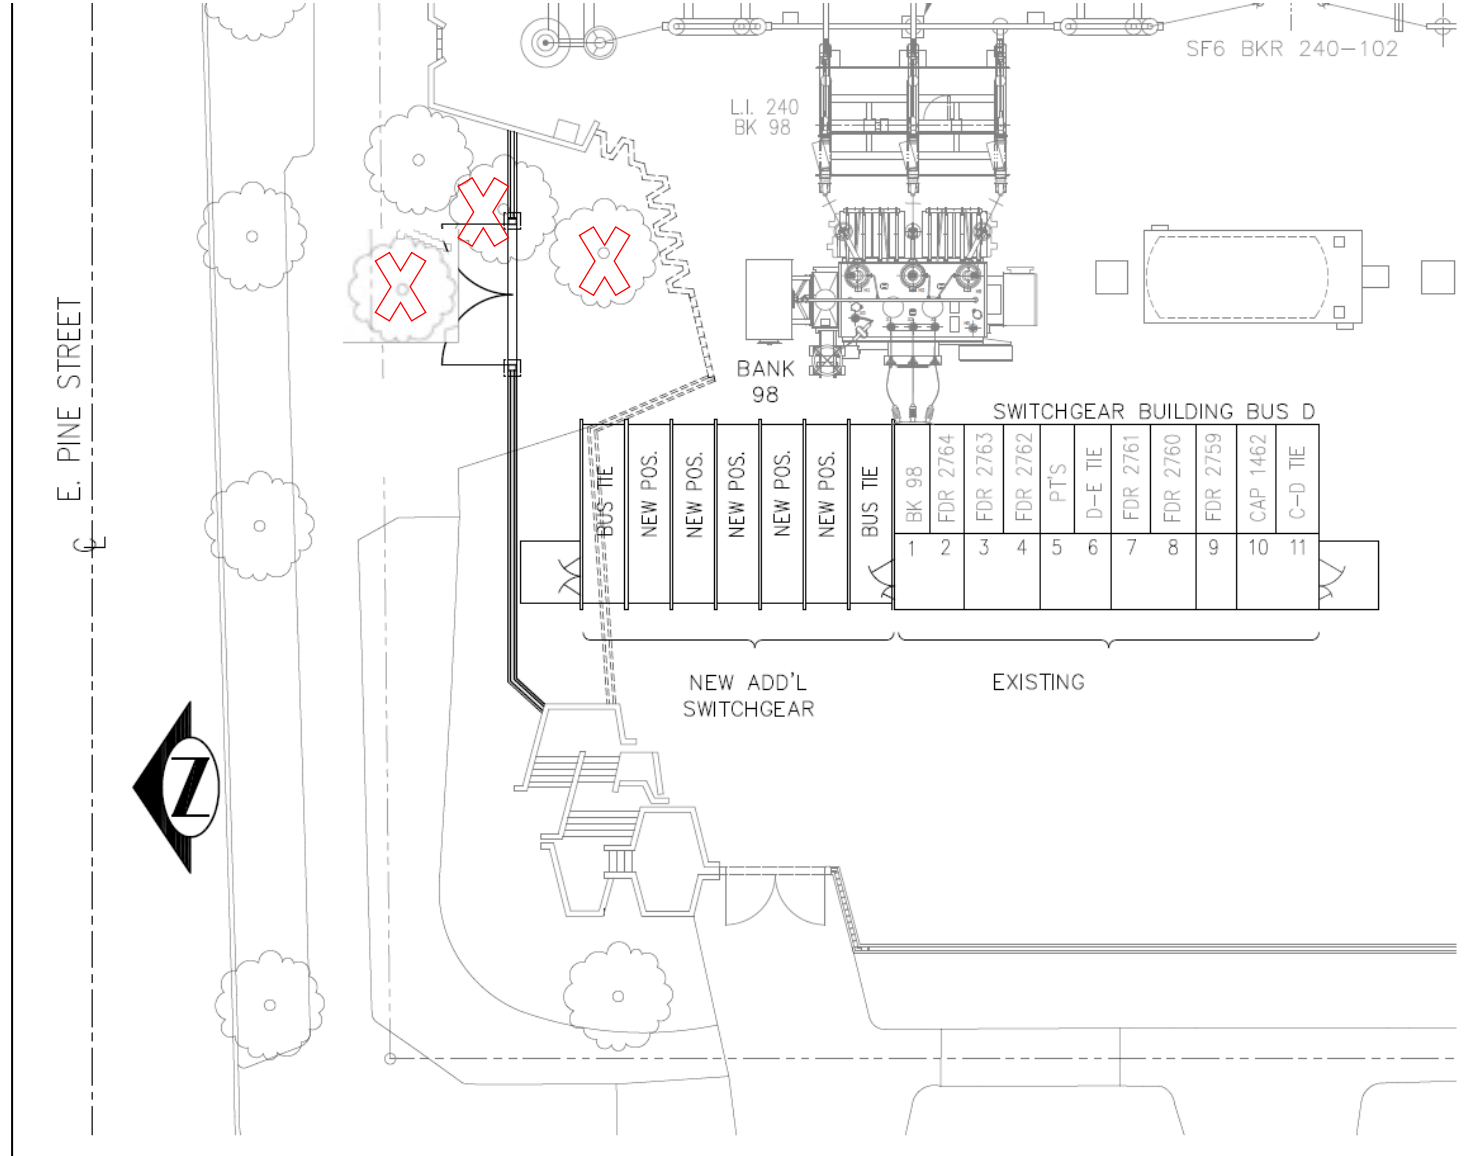 SF6 BKR 240-102
L.I. 240
BK 98
E. PINE STREET
BANK
98
SWITCHGEAR BUILDING BUS D
BUS TIE
NEW POS.
NEW POS.
NEW POS.
NEW POS.
NEW POS.
BUS TIE
BK 98
FDR 2764
FDR 2763
FDR 2762
PT'S
D-E TIE
FDR 2761
FDR 2760
FDR 2759
CAP 1462
C-D TIE
1 2 3 4 5 6 7 8 9 10 11
CL
NEW ADD'L
SWITCHGEAR
EXISTING
N